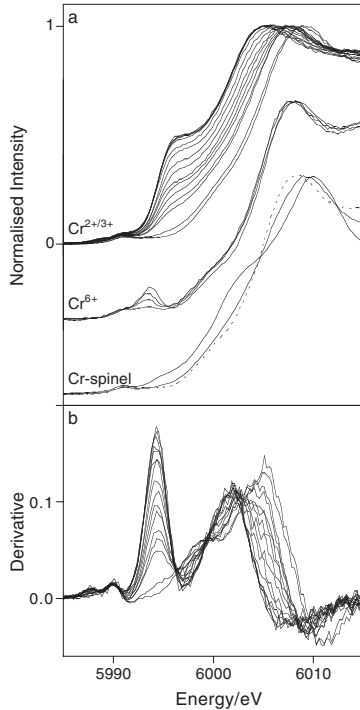 a
1
Normalised Intensity
Cr2+/3+
0
Cr6+
Cr-spinel
b
0.1
Derivative
0.0
5990 6000 6010
Energy/eV